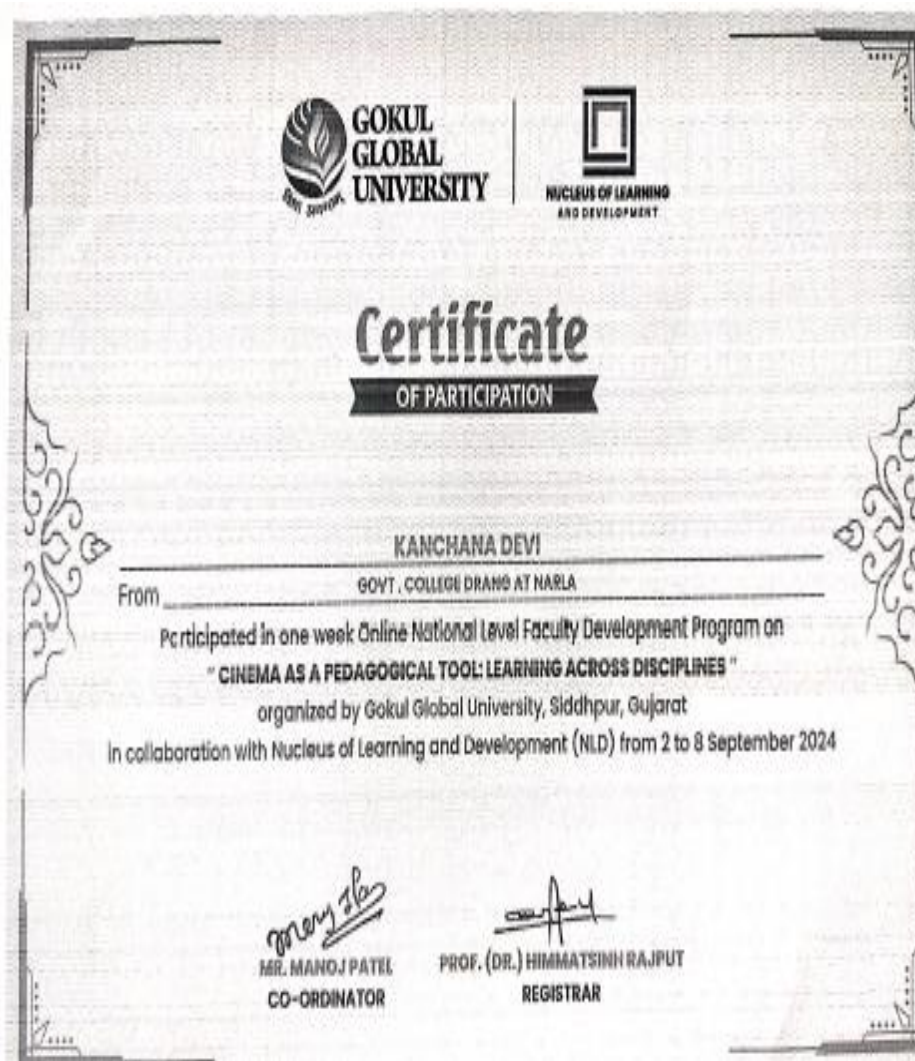 GOKUL
GLOBAL
UNIVERSITY
NUCLEUS OF LEARNING
AND DEVELOPMENT
Certificate
OF PARTICIPATION
KANCHANA DEVI
From GOVT. COLLEGE DRANG AT NARLA
Participated in one week Online National Level Faculty Development Program on
" CINEMA AS A PEDAGOGICAL TOOL: LEARNING ACROSS DISCIPLINES "
organized by Gokul Global University, Siddhpur, Gujarat
in collaboration with Nucleus of Learning and Development (NLD) from 2 to 8 September 2024
MR. MANOJ PATEL
CO-ORDINATOR
PROF. (DR.) HIMMATSINH RAJPUT
REGISTRAR